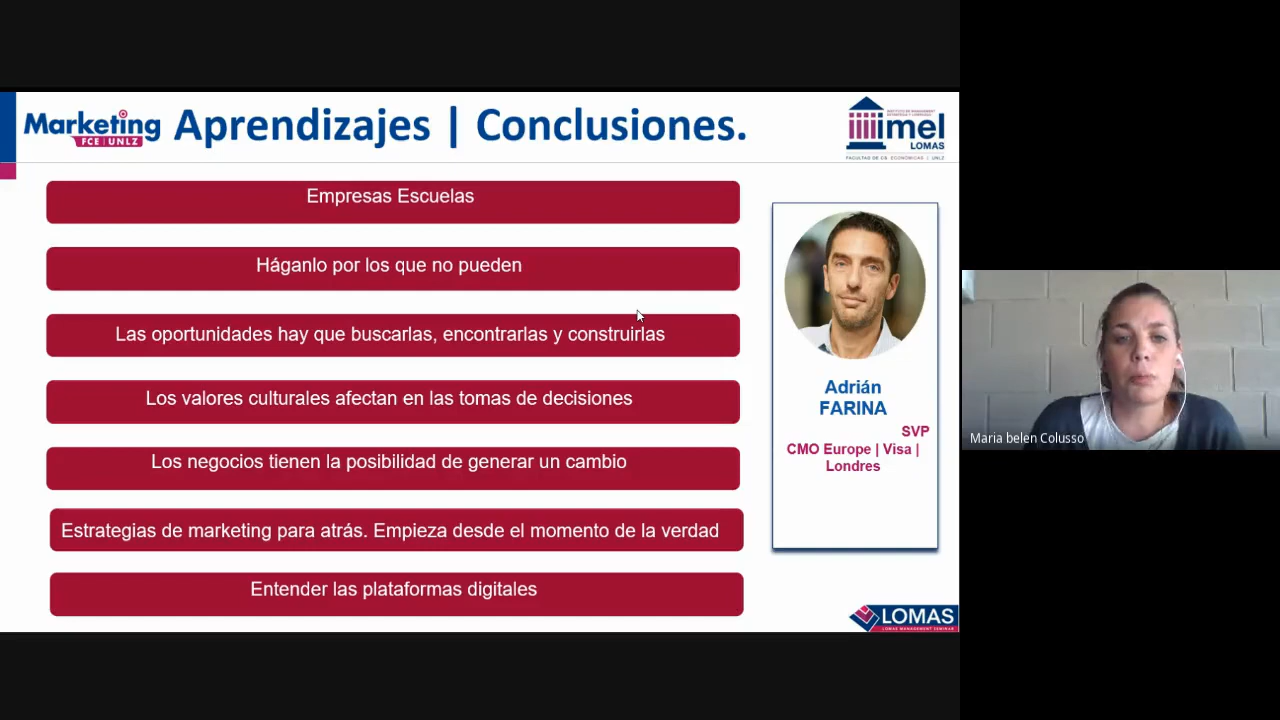 Marketing
FCE | UNLZ
Aprendizajes | Conclusiones.
imel
LOMAS
Empresas Escuelas
Háganlo por los que no pueden
Las oportunidades hay que buscarlas, encontrarlas y construirlas
Los valores culturales afectan en las tomas de decisiones
Los negocios tienen la posibilidad de generar un cambio
Estrategias de marketing para atrás. Empieza desde el momento de la verdad
Entender las plataformas digitales
Adrián
FARINA
SVP
CMO Europe | Visa |
Londres
LOMAS
LOMAS MANAGEMENT SEMINAR
Maria belen Colusso